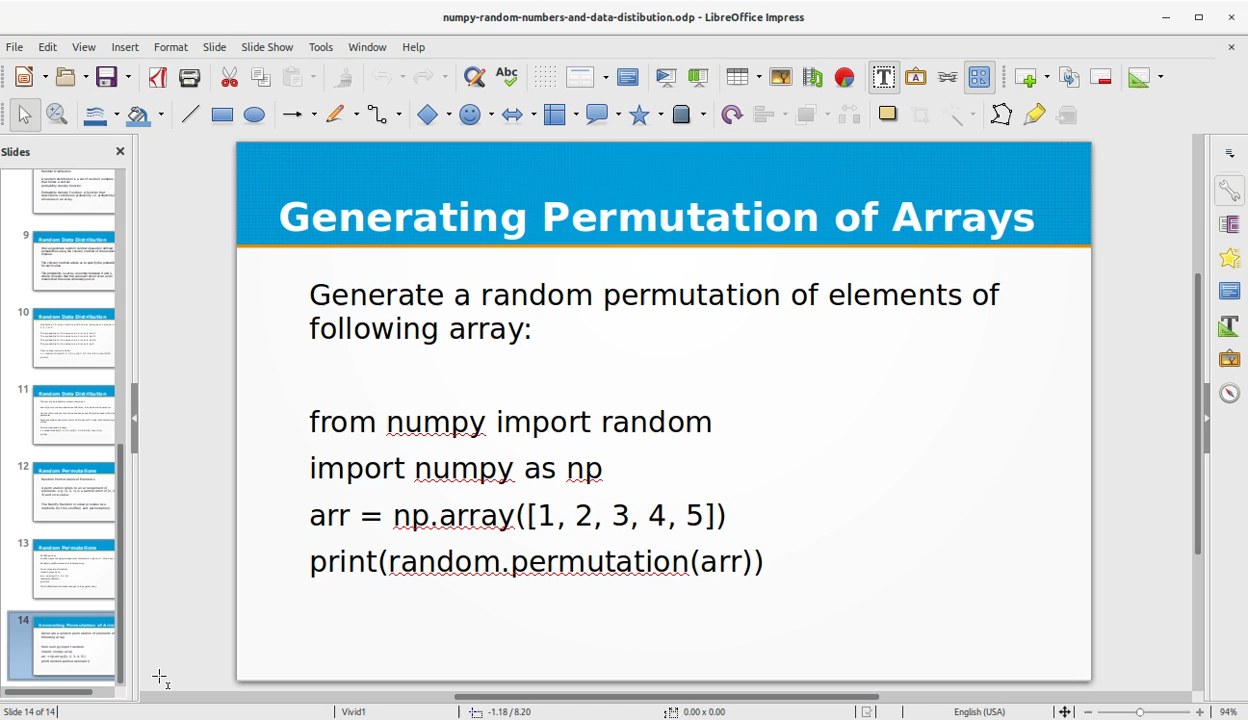 numpy-random-numbers-and-data-distibution.odp - LibreOffice Impress
File Edit View Insert Format Slide Slide Show Tools Window Help
Abc
Slides
9
Random Data Distribution
10
Random Data Distribution
11
Random Data Distribution
12
Random Permutations
13
Random Permutations
14
Generating Permutation of Arrays
Generate a random permutation of elements of
following array:
from numpy import random
import numpy as np
arr = np.array([1, 2, 3, 4, 5])
print(random.permutation(arr))
Slide 14 of 14 Vivid1 -1.18 / 8.20 0.00 x 0.00 English (USA) 94%